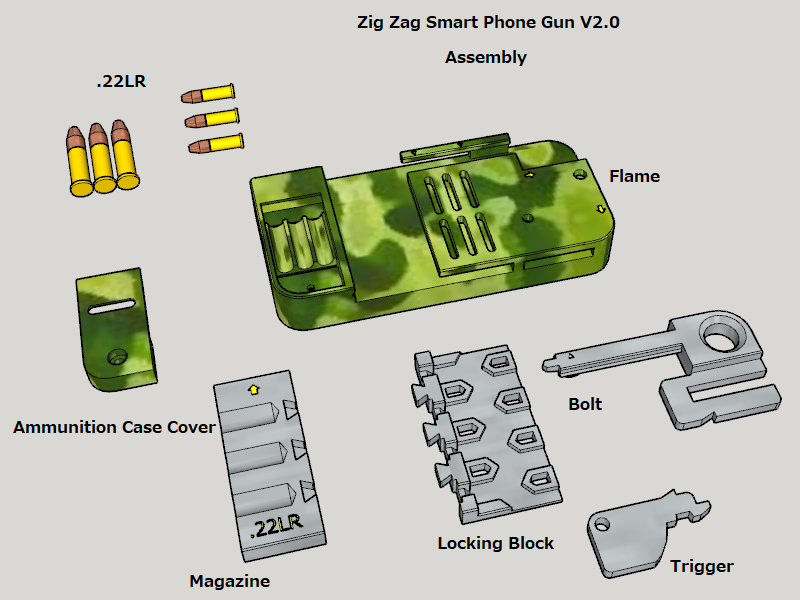 Zig Zag Smart Phone Gun V2.0
Assembly
.22LR
Flame
Ammunition Case Cover
Bolt
.22LR
Locking Block
Trigger
Magazine